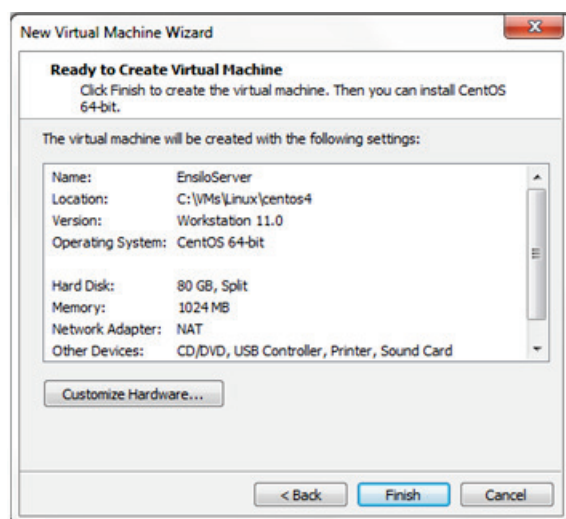 New Virtual Machine Wizard
Ready to Create Virtual Machine
Click Finish to create the virtual machine. Then you can install CentOS
64-bit.
The virtual machine will be created with the following settings:
Name: EnsiloServer
Location: C:\VMs\Linux\centos4
Version: Workstation 11.0
Operating System: CentOS 64-bit
Hard Disk: 80 GB, Split
Memory: 1024 MB
Network Adapter: NAT
Other Devices: CD/DVD, USB Controller, Printer, Sound Card
Customize Hardware...
< Back Finish Cancel